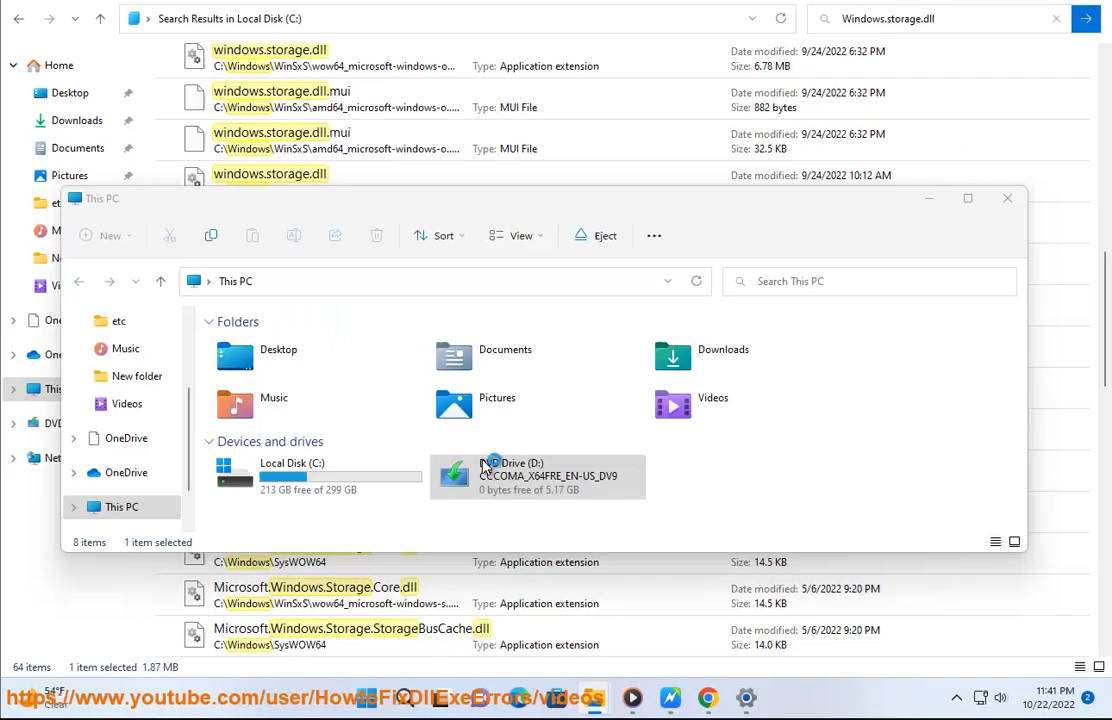 Search Results in Local Disk (C:)
Windows.storage.dll
windows.storage.dll
Date modified: 9/24/2022 6:32 PM
C:\Windows\WinSxS\wow64_microsoft-windows-o.... Type: Application extension
Size: 6.78 MB
Home
windows.storage.dll.mui
Date modified: 9/24/2022 6:32 PM
Desktop
C:\Windows\WinSxS\amd64_microsoft-windows-o.... Type: MUI File
Size: 882 bytes
Downloads
windows.storage.dll.mui
Date modified: 9/24/2022 6:32 PM
Documents
C:\Windows\WinSxS\amd64_microsoft-windows-o.... Type: MUI File
Size: 32.5 KB
Pictures
windows.storage.dll
Date modified: 9/24/2022 10:12 AM
This PC
New
Sort
View
Eject
This PC
Search This PC
etc
Music
New folder
Videos
OneDrive
OneDrive
This PC
Folders
Desktop
Documents
Downloads
Music
Pictures
Videos
Devices and drives
Local Disk (C:)
213 GB free of 299 GB
Drive (D:)
CCCOMA_X64FRE_EN-US_DV9
0 bytes free of 5.17 GB
8 items
1 item selected
C:\Windows\SysWOW64
Size: 14.5 KB
Microsoft.Windows.Storage.Core.dll
Date modified: 5/6/2022 9:20 PM
C:\Windows\WinSxS\wow64_microsoft-windows-s..... Type: Application extension
Size: 14.5 KB
Microsoft.Windows.Storage.StorageBusCache.dll
Date modified: 5/6/2022 9:20 PM
C:\Windows\SysWOW64
Type: Application extension
Size: 14.0 KB
64 items
1 item selected 1.87 MB
54°F
Clear
https://www.youtube.com/user/HowtoFixDllExeErrors/videos
11:41 PM
10/22/2022
2